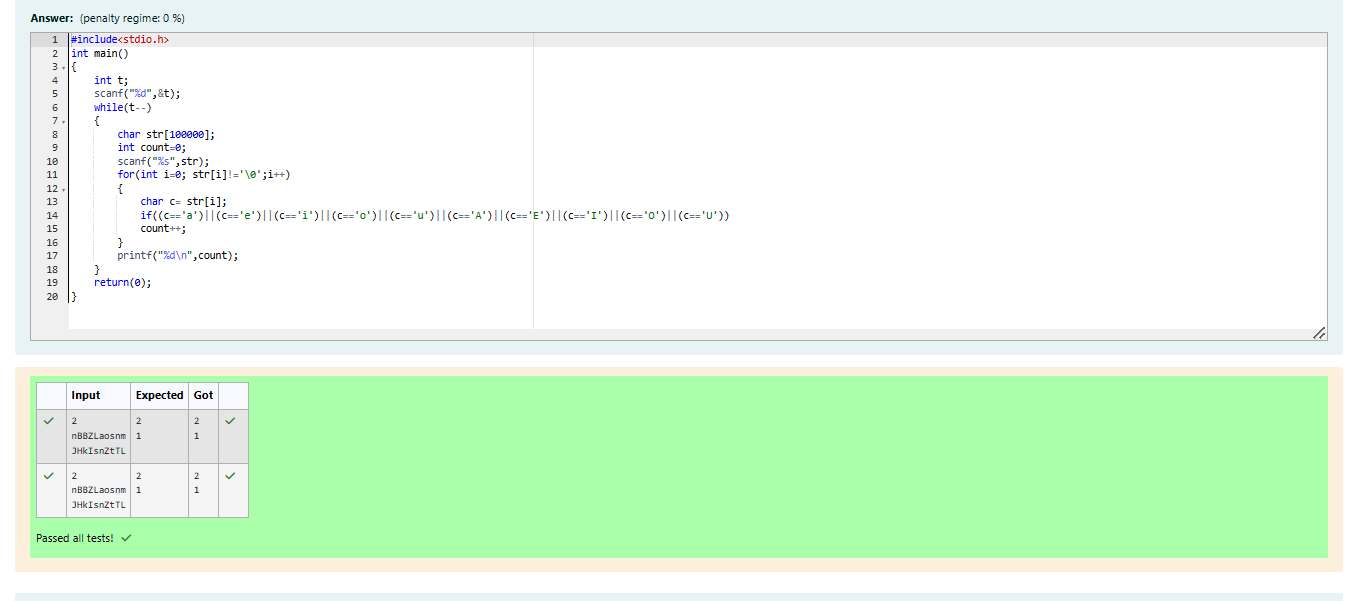 Answer: (penalty regime: 0 %)
1 #include<stdio.h>
2 int main()
3 {
4     int t;
5     scanf("%d",&t);
6     while(t--)
7     {
8         char str[100000];
9         int count=0;
10         scanf("%s",str);
11         for(int i=0; str[i]!='\0';i++)
12         {
13             char c= str[i];
14             if((c=='a')||(c=='e')||(c=='i')||(c=='o')||(c=='u')||(c=='A')||(c=='E')||(c=='I')||(c=='O')||(c=='U'))
15             count++;
16         }
17         printf("%d\n",count);
18     }
19     return(0);
20 }
Input Expected Got
2 2 2
nBBZLaosnm 1 1
JHkIsnZtTL
2 2 2
nBBZLaosnm 1 1
JHkIsnZtTL
Passed all tests!